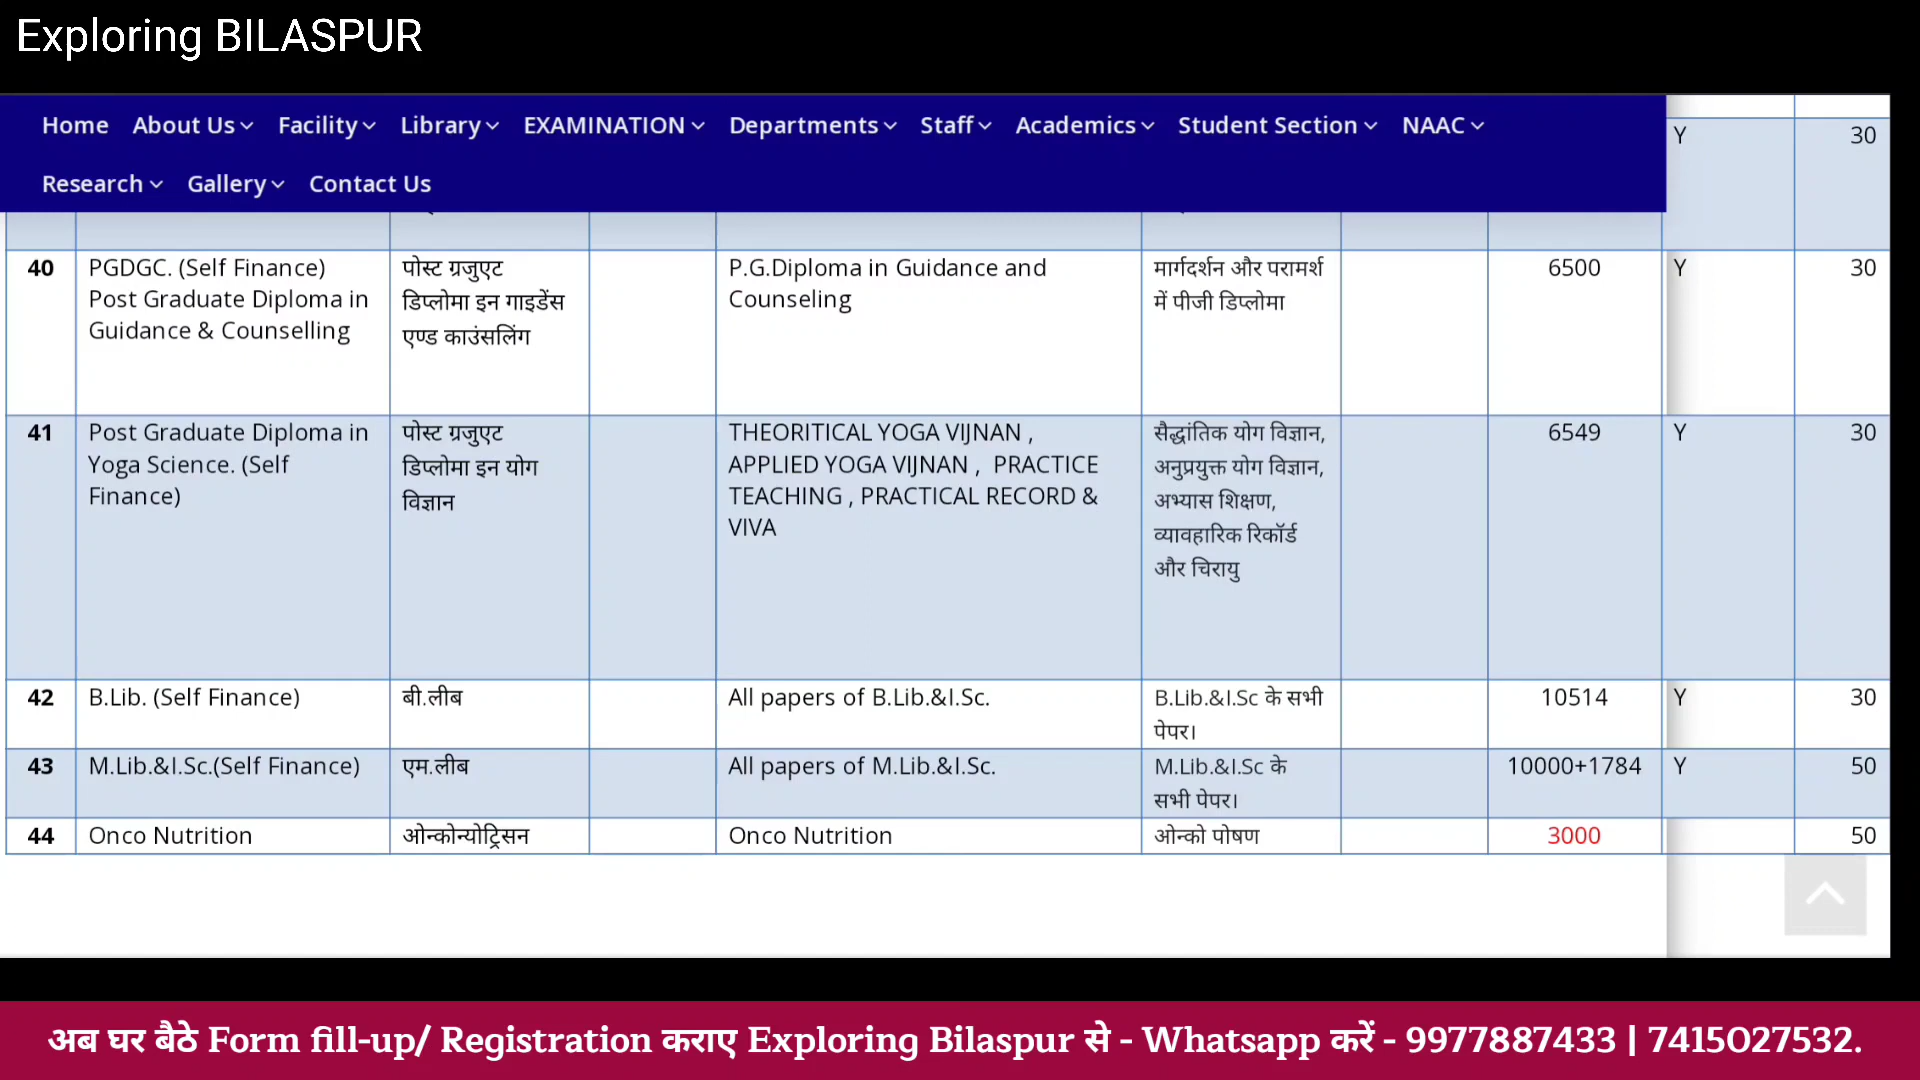 Exploring BILASPUR
Home About Us Facility Library EXAMINATION Departments Staff Academics Student Section NAAC
Research Gallery Contact Us
Y 30
40 PGDGC. (Self Finance) पोस्ट ग्रजुएट P.G.Diploma in Guidance and मार्गदर्शन और परामर्श 6500 Y 30
Post Graduate Diploma in डिप्लोमा इन गाइडेंस Counseling में पीजी डिप्लोमा
Guidance & Counselling एण्ड काउंसलिंग
41 Post Graduate Diploma in पोस्ट ग्रजुएट THEORITICAL YOGA VIJNAN , सैद्धांतिक योग विज्ञान, 6549 Y 30
Yoga Science. (Self डिप्लोमा इन योग APPLIED YOGA VIJNAN , PRACTICE अनुप्रयुक्त योग विज्ञान,
Finance) विज्ञान TEACHING , PRACTICAL RECORD & अभ्यास शिक्षण,
VIVA व्यावहारिक रिकॉर्ड
और चिरायु
42 B.Lib. (Self Finance) बी.लीब All papers of B.Lib.&I.Sc. B.Lib.&I.Sc के सभी 10514 Y 30
पेपर।
43 M.Lib.&I.Sc.(Self Finance) एम.लीब All papers of M.Lib.&I.Sc. M.Lib.&I.Sc के 10000+1784 Y 50
सभी पेपर।
44 Onco Nutrition ओन्कोन्योट्रिसन Onco Nutrition ओन्को पोषण 3000 50
अब घर बैठे Form fill-up/ Registration कराए Exploring Bilaspur से - Whatsapp करें - 9977887433 | 7415027532.